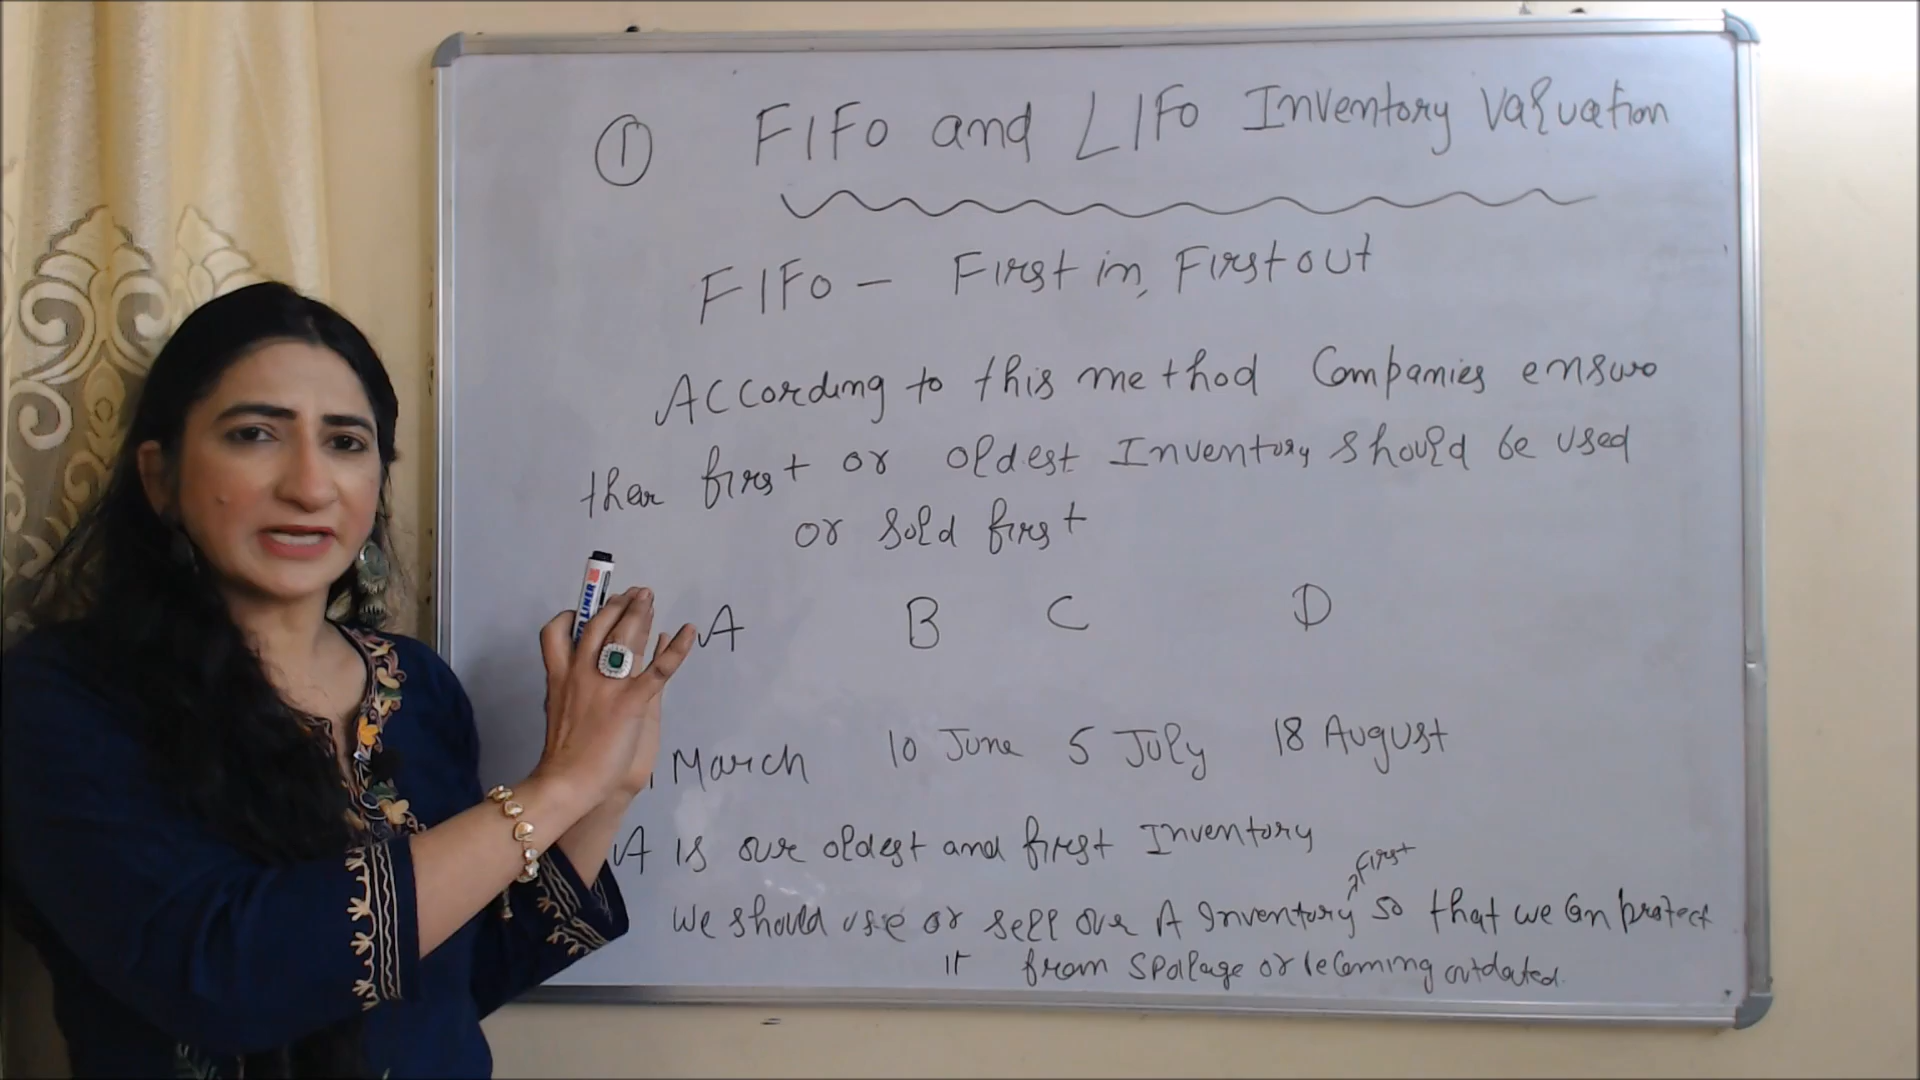 1 FIFO and LIFO Inventory Valuation
FIFO - First in, First out
According to this method Companies ensure
their first or oldest Inventory should be used
or sold first
A B C D
March 10 June 5 July 18 August
A is our oldest and first Inventory
First
We should use or sell our A Inventory so that we can protect
it from spoilage or becoming outdated.
LINER